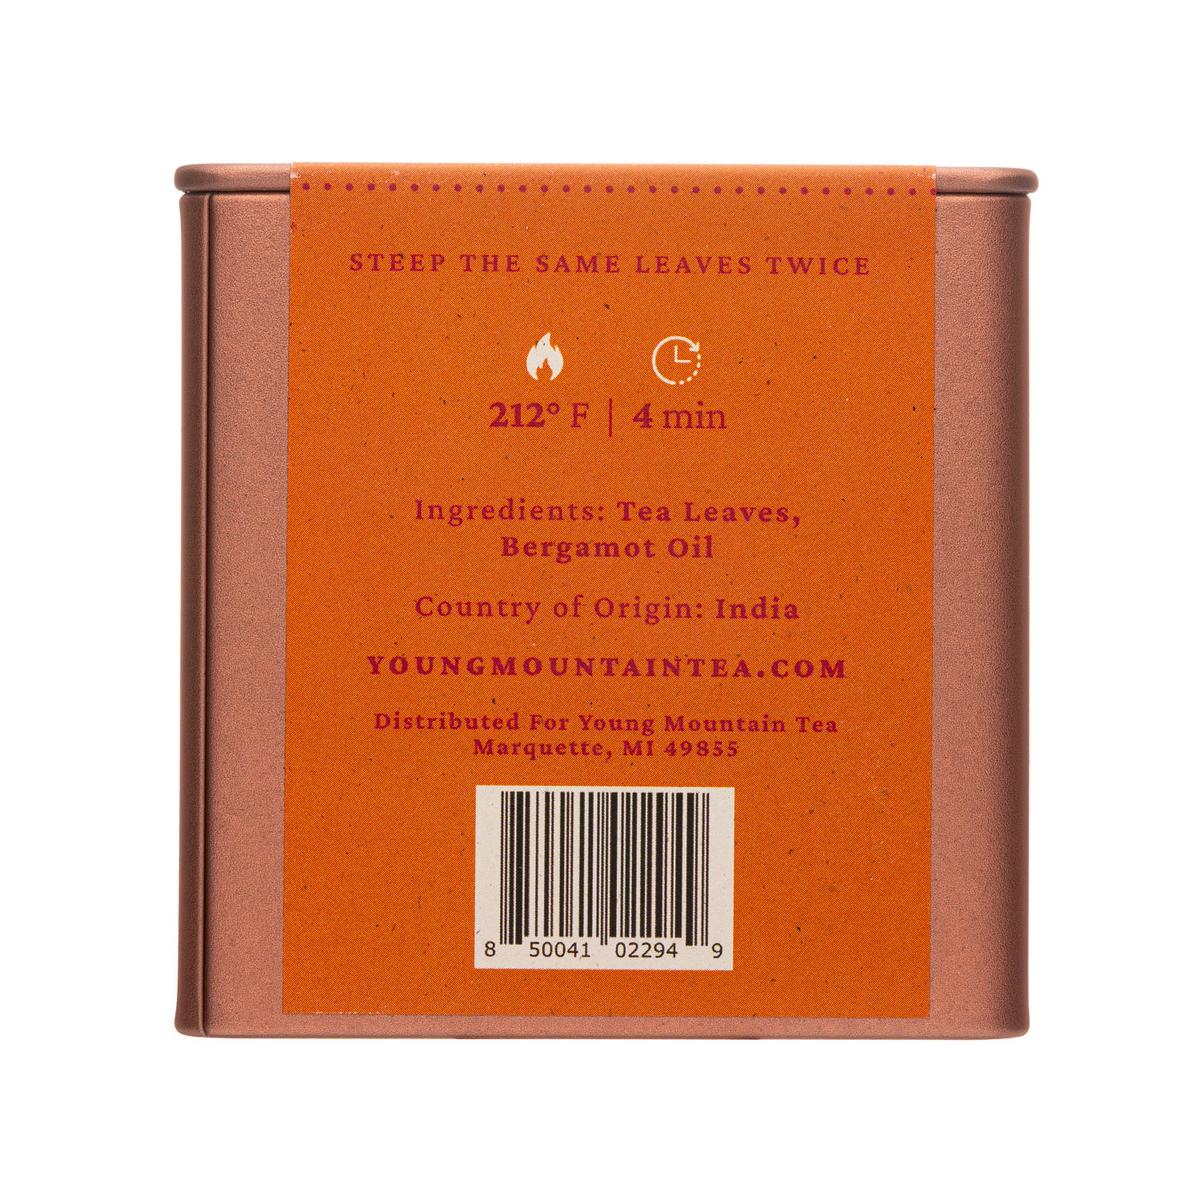 STEEP THE SAME LEAVES TWICE
212° F | 4 min
Ingredients: Tea Leaves,
Bergamot Oil
Country of Origin: India
YOUNGMOUNTAINTEA.COM
Distributed For Young Mountain Tea
Marquette, MI 49855
8 50041 02294 9